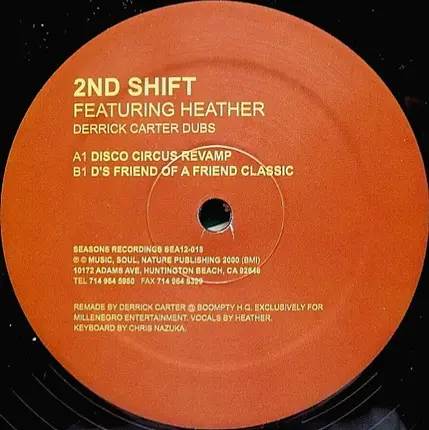 2ND SHIFT
FEATURING HEATHER
DERRICK CARTER DUBS
A1 DISCO CIRCUS REVAMP
B1 D'S FRIEND OF A FRIEND CLASSIC
SEASONS RECORDINGS SEA12-018
℗ © MUSIC, SOUL, NATURE PUBLISHING 2000 (BMI)
10172 ADAMS AVE, HUNTINGTON BEACH, CA 92646
TEL 714 964 5950 FAX 714 964 5309
REMADE BY DERRICK CARTER @ BOOMPTY H.Q. EXCLUSIVELY FOR
MILLENEGRO ENTERTAINMENT. VOCALS BY HEATHER.
KEYBOARD BY CHRIS NAZUKA.